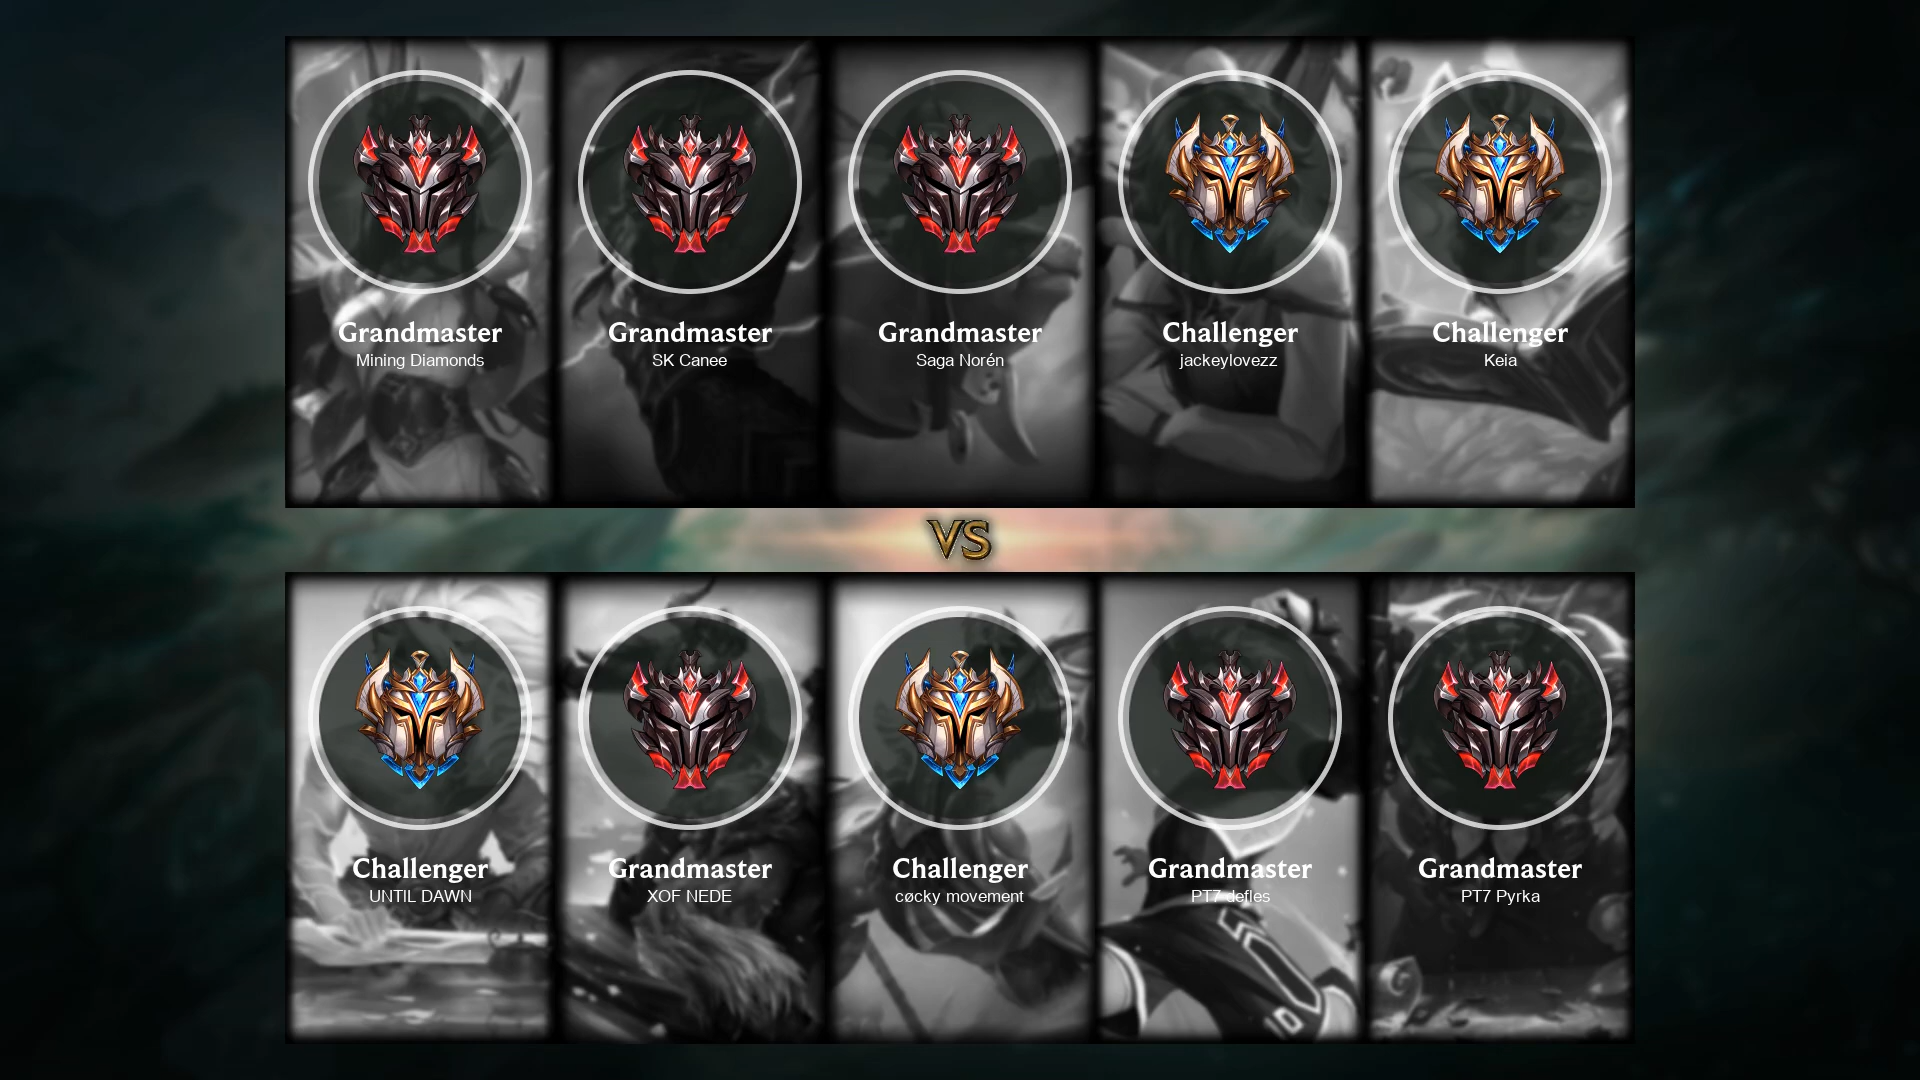 Grandmaster
Mining Diamonds
Grandmaster
SK Canee
Grandmaster
Saga Norén
Challenger
jackeylovezz
Challenger
Keia
VS
Challenger
UNTIL DAWN
Grandmaster
XOF NEDE
Challenger
cøcky movement
Grandmaster
PT7 defles
Grandmaster
PT7 Pyrka